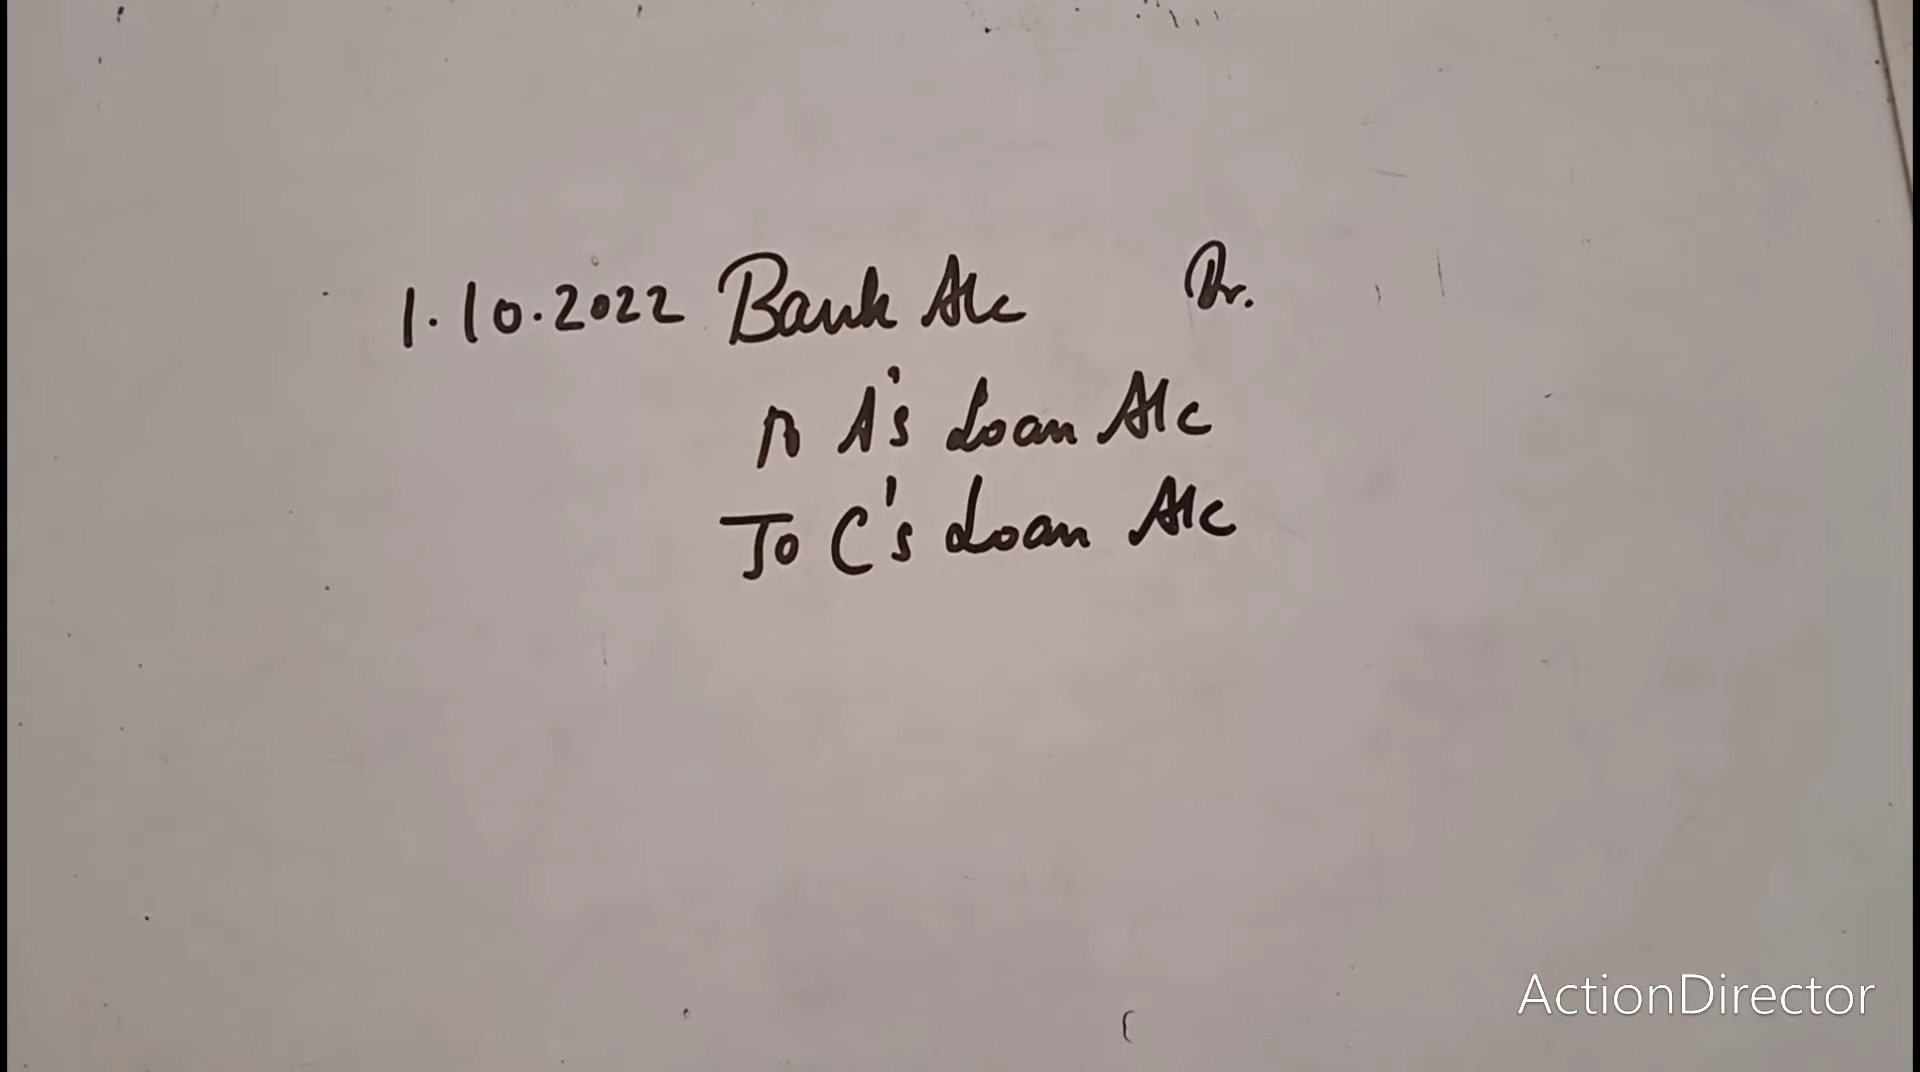 1.10.2022 Bank A/c Dr.
To A's Loan A/c
To C's Loan A/c
ActionDirector